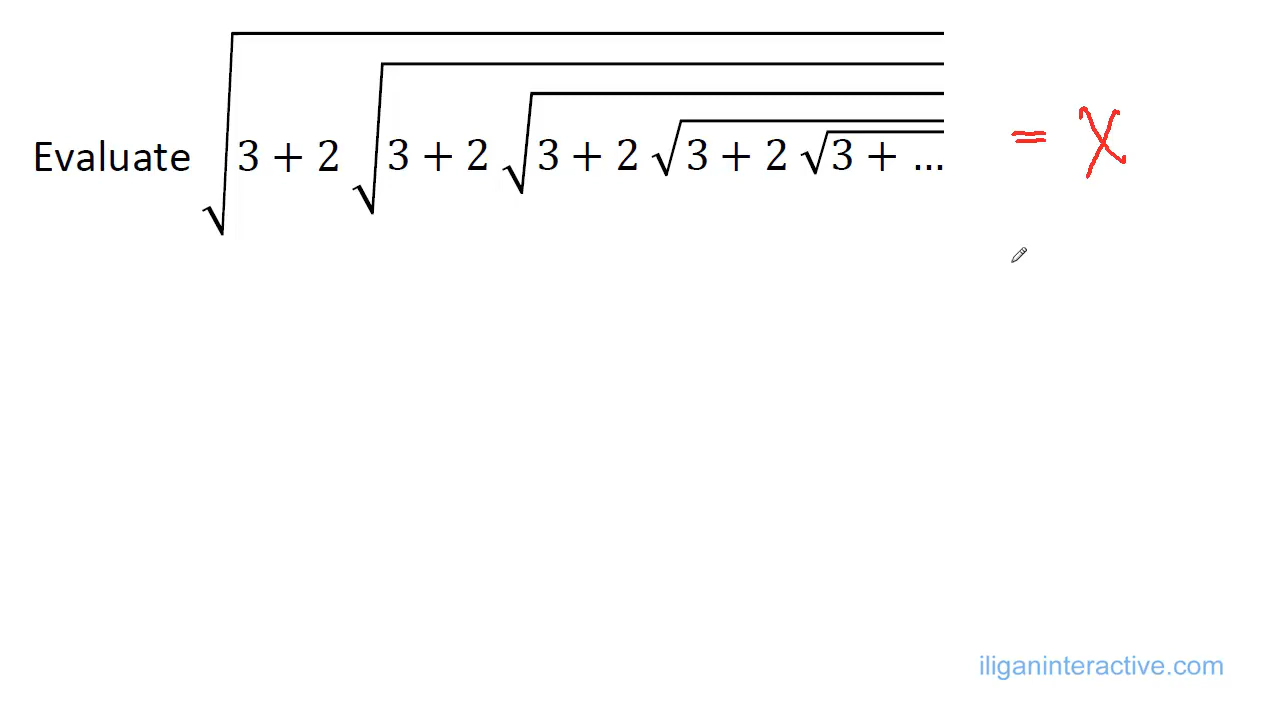 Evaluate √(3 + 2√(3 + 2√(3 + 2√(3 + 2√(3 + ... = X
iliganinteractive.com